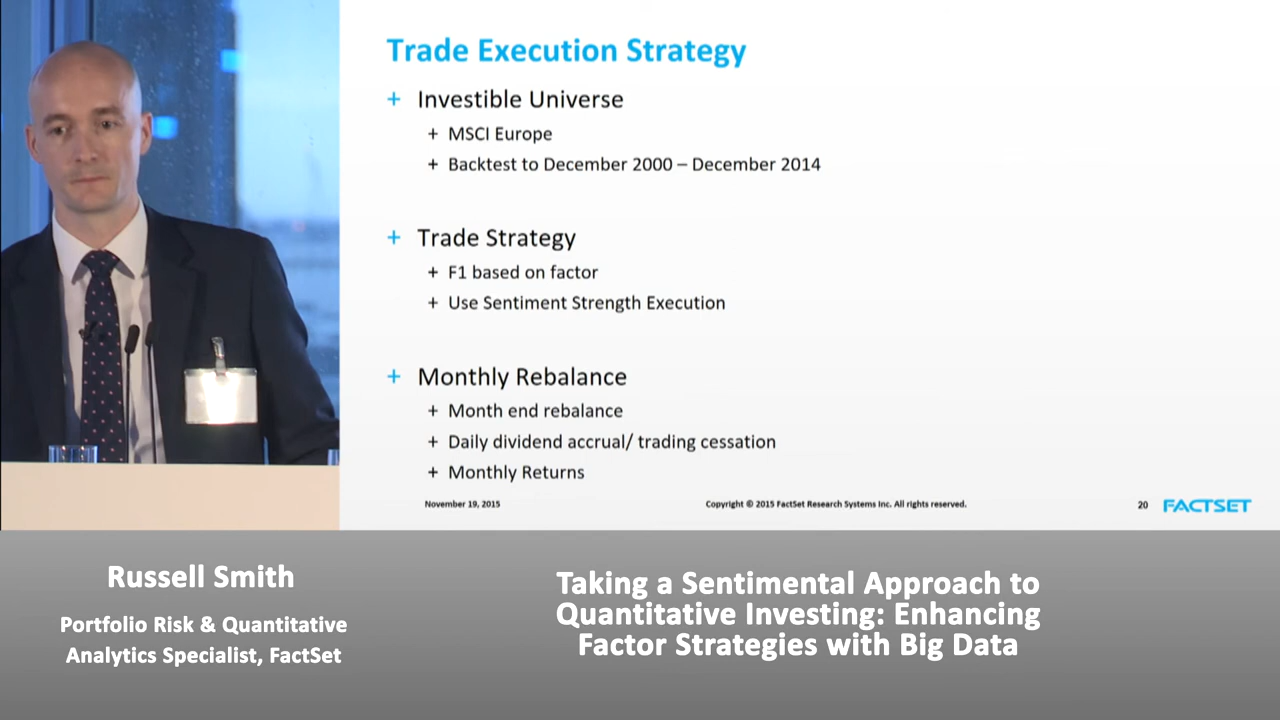 Trade Execution Strategy
+ Investible Universe
+ MSCI Europe
+ Backtest to December 2000 – December 2014
+ Trade Strategy
+ F1 based on factor
+ Use Sentiment Strength Execution
+ Monthly Rebalance
+ Month end rebalance
+ Daily dividend accrual/ trading cessation
+ Monthly Returns
November 19, 2015
Copyright © 2015 FactSet Research Systems Inc. All rights reserved.
20
FACTSET
Russell Smith
Portfolio Risk & Quantitative
Analytics Specialist, FactSet
Taking a Sentimental Approach to
Quantitative Investing: Enhancing
Factor Strategies with Big Data